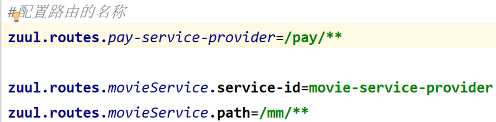 #配置路由的名称
zuul.routes.pay-service-provider=/pay/**
zuul.routes.movieService.service-id=movie-service-provider
zuul.routes.movieService.path=/mm/**